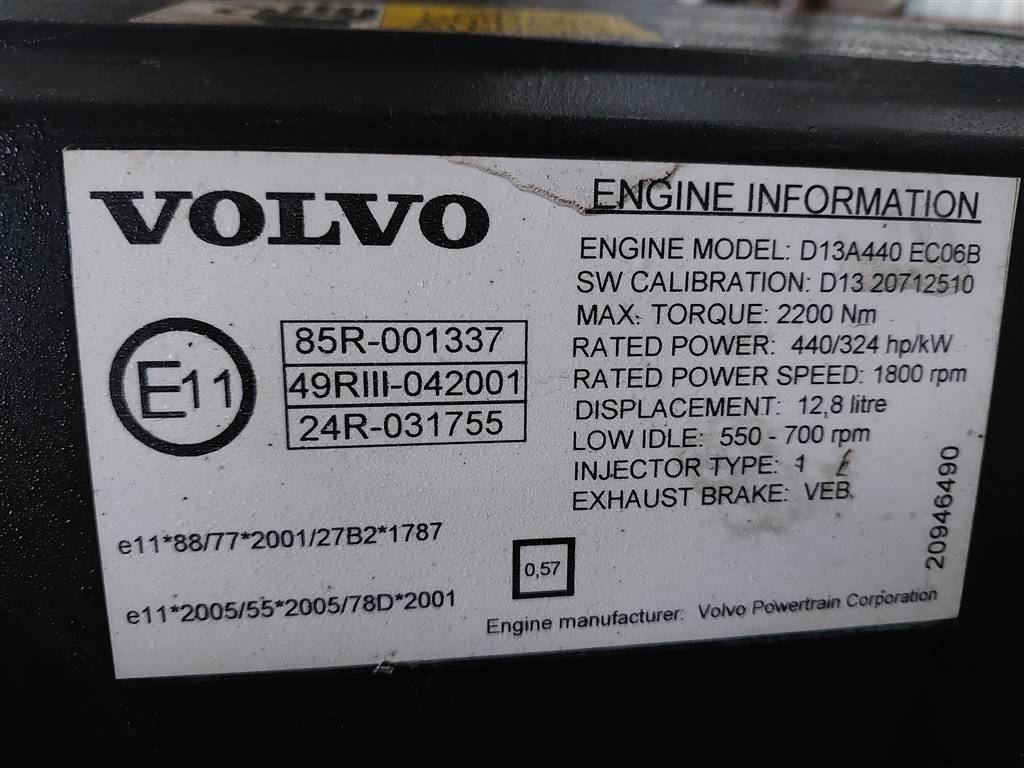 VOLVO
E11
85R-001337
49RIII-042001
24R-031755
e11*88/77*2001/27B2*1787
e11*2005/55*2005/78D*2001
0,57
ENGINE INFORMATION
ENGINE MODEL: D13A440 EC06B
SW CALIBRATION: D13 20712510
MAX. TORQUE: 2200 Nm
RATED POWER: 440/324 hp/kW
RATED POWER SPEED: 1800 rpm
DISPLACEMENT: 12,8 litre
LOW IDLE: 550 - 700 rpm
INJECTOR TYPE: 1
EXHAUST BRAKE: VEB
Engine manufacturer: Volvo Powertrain Corporation
20946490